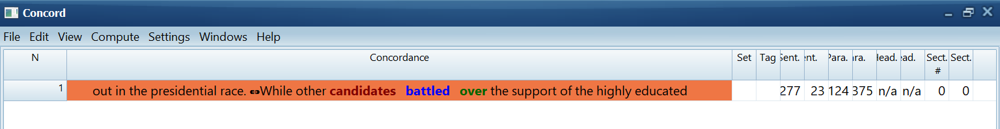 Concord
File Edit View Compute Settings Windows Help
N Concordance Set Tag Sent. ent. Para. ara. Head. ead. Sect. # Sect.
1 out in the presidential race. While other candidates battled over the support of the highly educated 277 23 124 375 n/a n/a 0 0